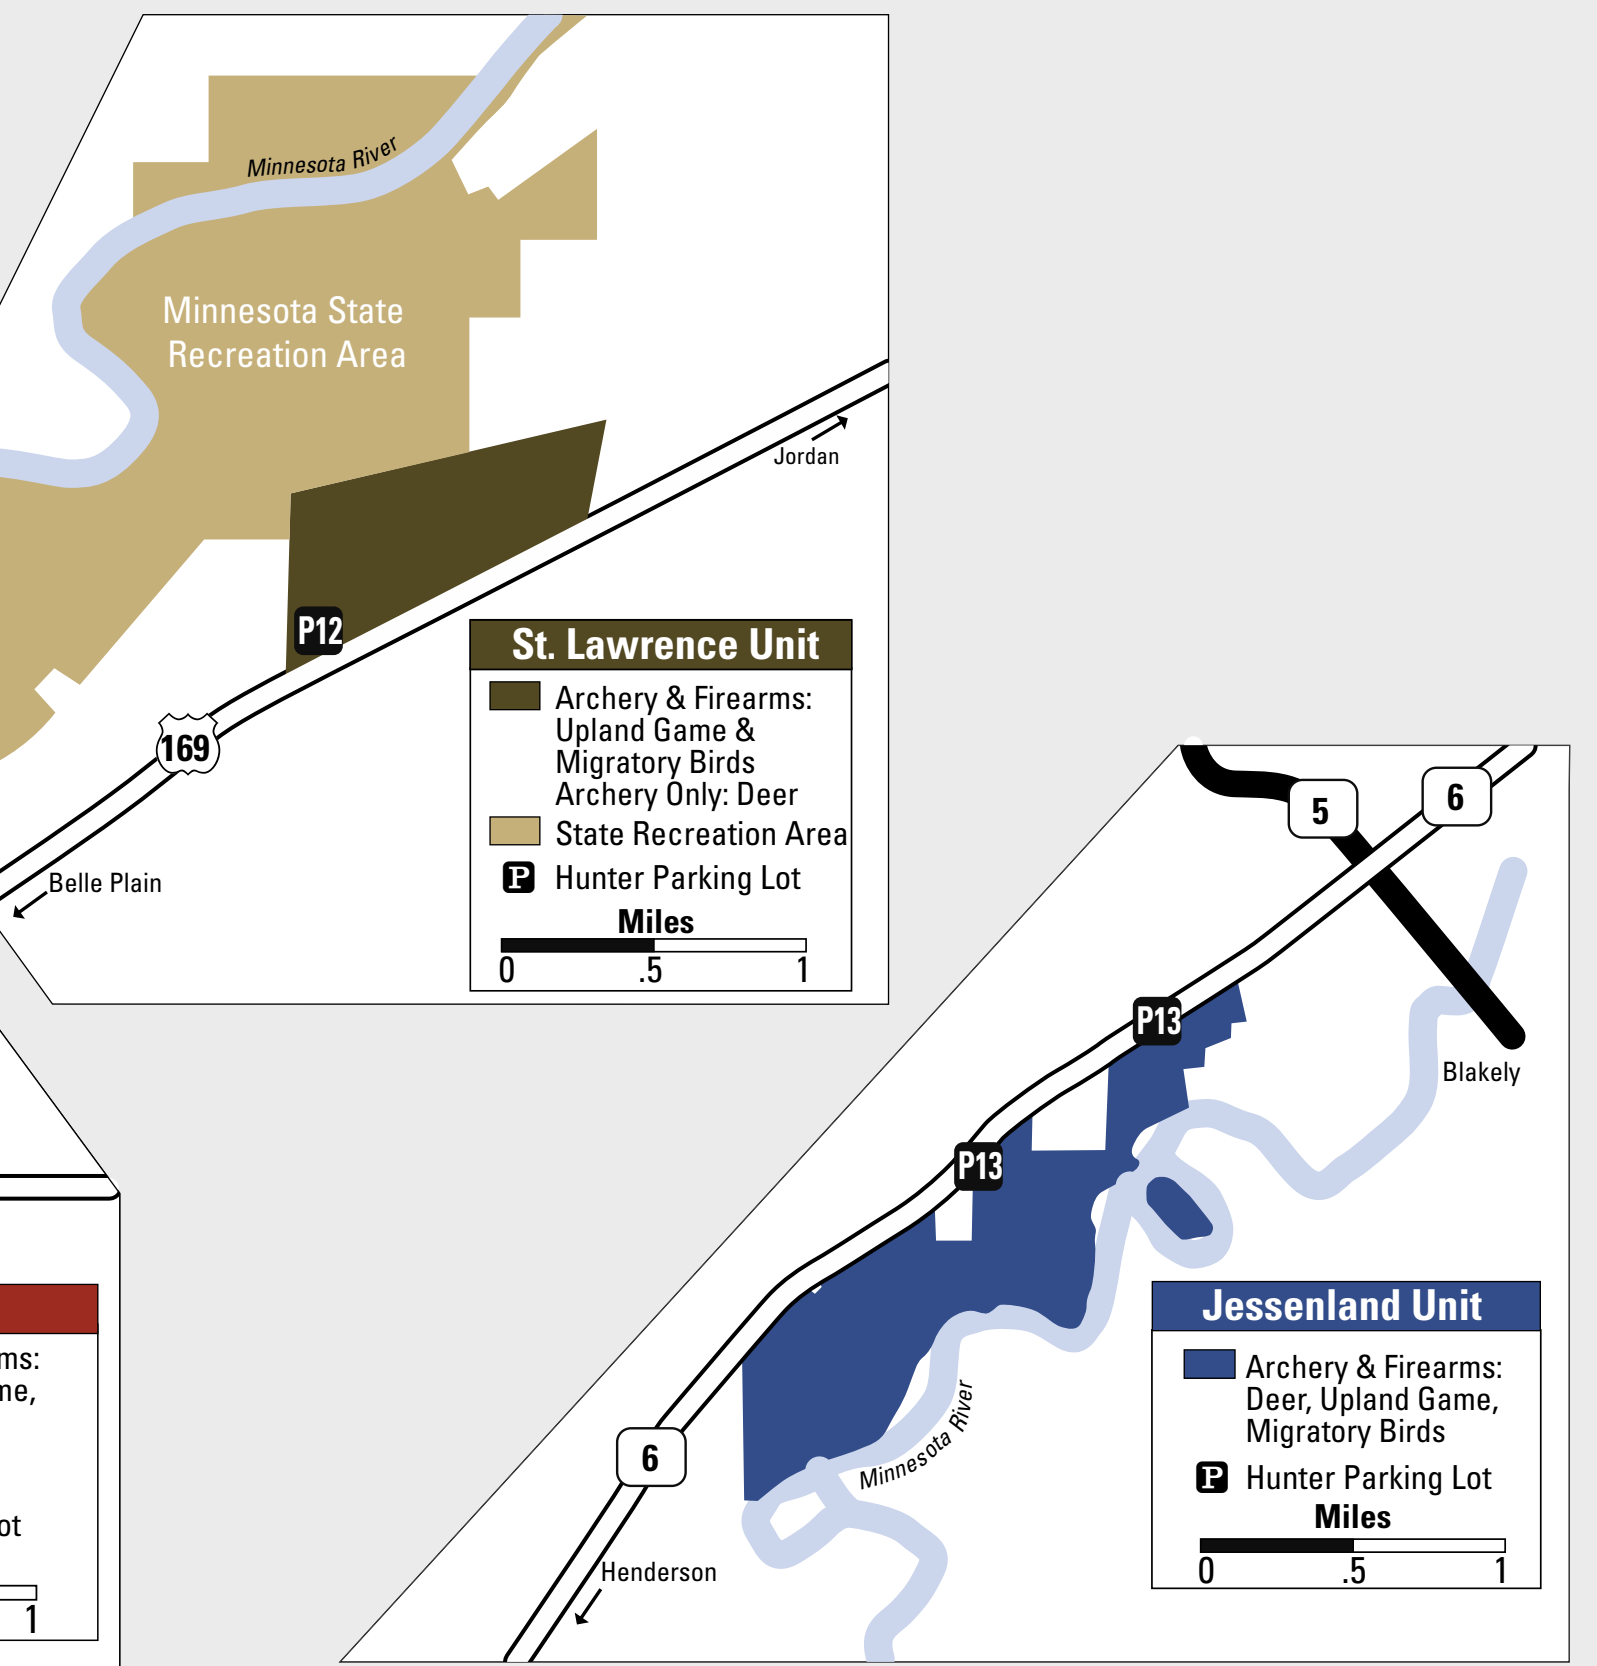 Minnesota River
Minnesota State
Recreation Area
Jordan
P12
169
Belle Plain
St. Lawrence Unit
Archery & Firearms:
Upland Game &
Migratory Birds
Archery Only: Deer
State Recreation Area
P Hunter Parking Lot
Miles
0 .5 1
5
6
P13
Blakely
P13
Minnesota River
6
Henderson
Jessenland Unit
Archery & Firearms:
Deer, Upland Game,
Migratory Birds
P Hunter Parking Lot
Miles
0 .5 1
ms:
me,
ot
1